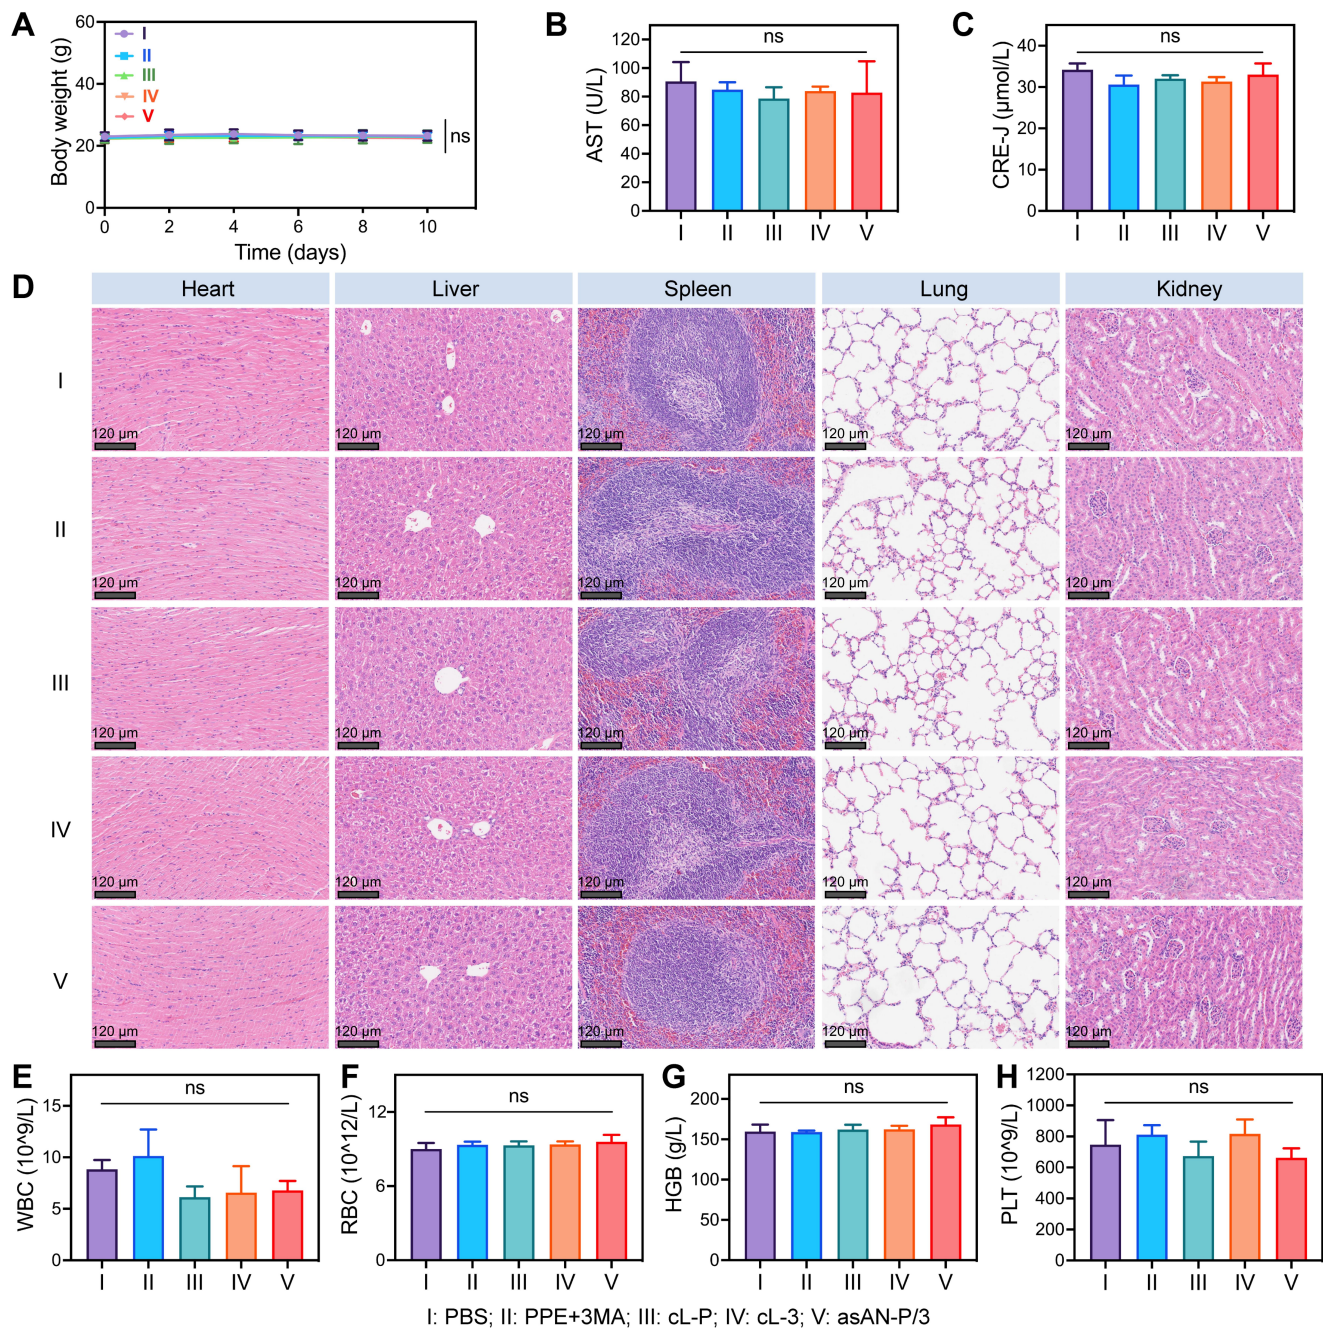 A
Body weight (g)
60
40
20
0
I
II
III
IV
V
ns
0 2 4 6 8 10
Time (days)
B
AST (U/L)
120
100
80
60
40
20
0
ns
I II III IV V
C
CRE-J (μmol/L)
40
30
20
10
0
ns
I II III IV V
D
Heart Liver Spleen Lung Kidney
I
120 μm 120 μm 120 μm 120 μm 120 μm
II
120 μm 120 μm 120 μm 120 μm 120 μm
III
120 μm 120 μm 120 μm 120 μm 120 μm
IV
120 μm 120 μm 120 μm 120 μm 120 μm
V
120 μm 120 μm 120 μm 120 μm 120 μm
E
WBC (10^9/L)
15
10
5
0
ns
I II III IV V
F
RBC (10^12/L)
12
6
0
ns
I II III IV V
G
HGB (g/L)
200
150
100
50
0
ns
I II III IV V
H
PLT (10^9/L)
1200
1000
800
600
400
200
0
ns
I II III IV V
I: PBS; II: PPE+3MA; III: cL-P; IV: cL-3; V: asAN-P/3